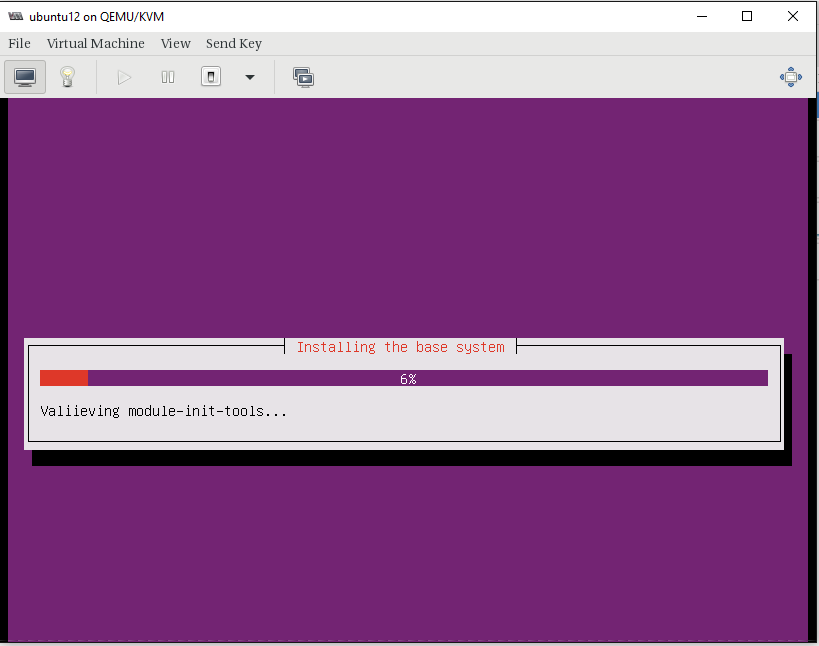 ubuntu12 on QEMU/KVM
File Virtual Machine View Send Key
Installing the base system
6%
Valiieving module-init-tools...